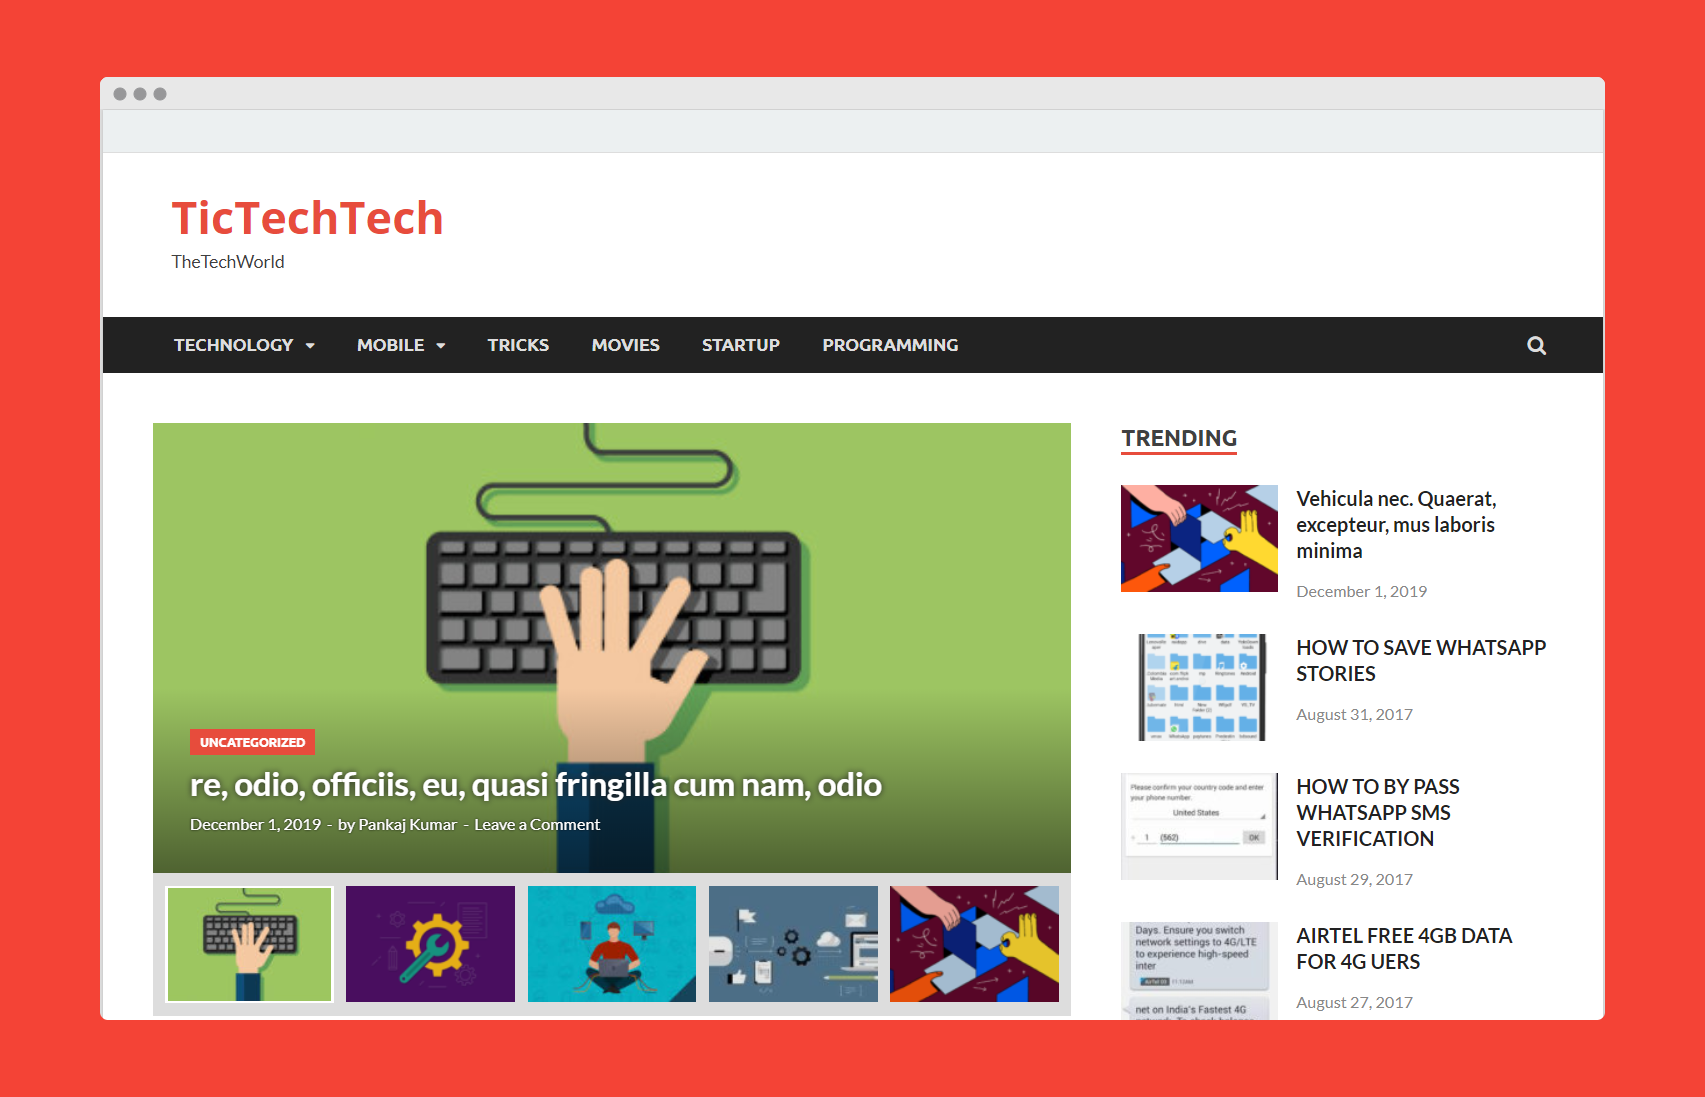 TicTechTech
TheTechWorld
TECHNOLOGY MOBILE TRICKS MOVIES STARTUP PROGRAMMING
UNCATEGORIZED
re, odio, officiis, eu, quasi fringilla cum nam, odio
December 1, 2019 - by Pankaj Kumar - Leave a Comment
TRENDING
Vehicula nec. Quaerat,
excepteur, mus laboris
minima
December 1, 2019
HOW TO SAVE WHATSAPP
STORIES
August 31, 2017
Please confirm your country code and enter
your phone number.
United States
+ 1 (562) OK
HOW TO BY PASS
WHATSAPP SMS
VERIFICATION
August 29, 2017
Days. Ensure you switch
network settings to 4G/LTE
to experience high-speed
inter
net on India's Fastest 4G
AIRTEL FREE 4GB DATA
FOR 4G UERS
August 27, 2017